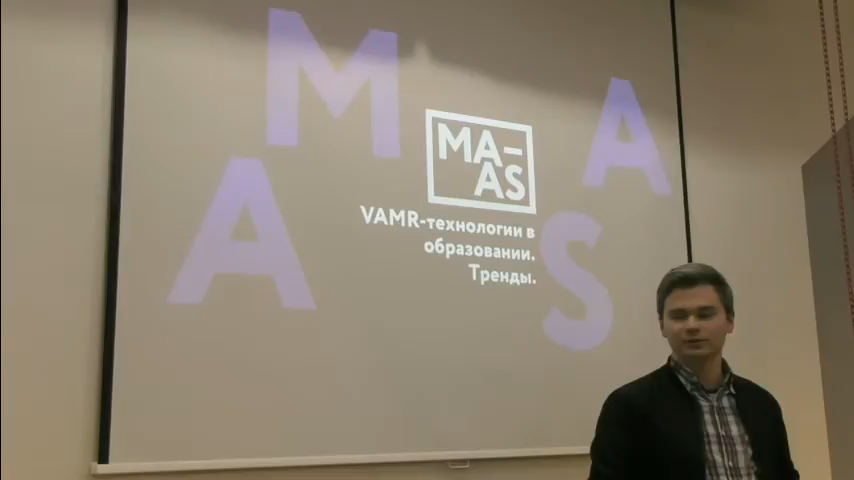 M
A
A
S
MA–
AS
VAMR-технологии в
образовании.
Тренды.